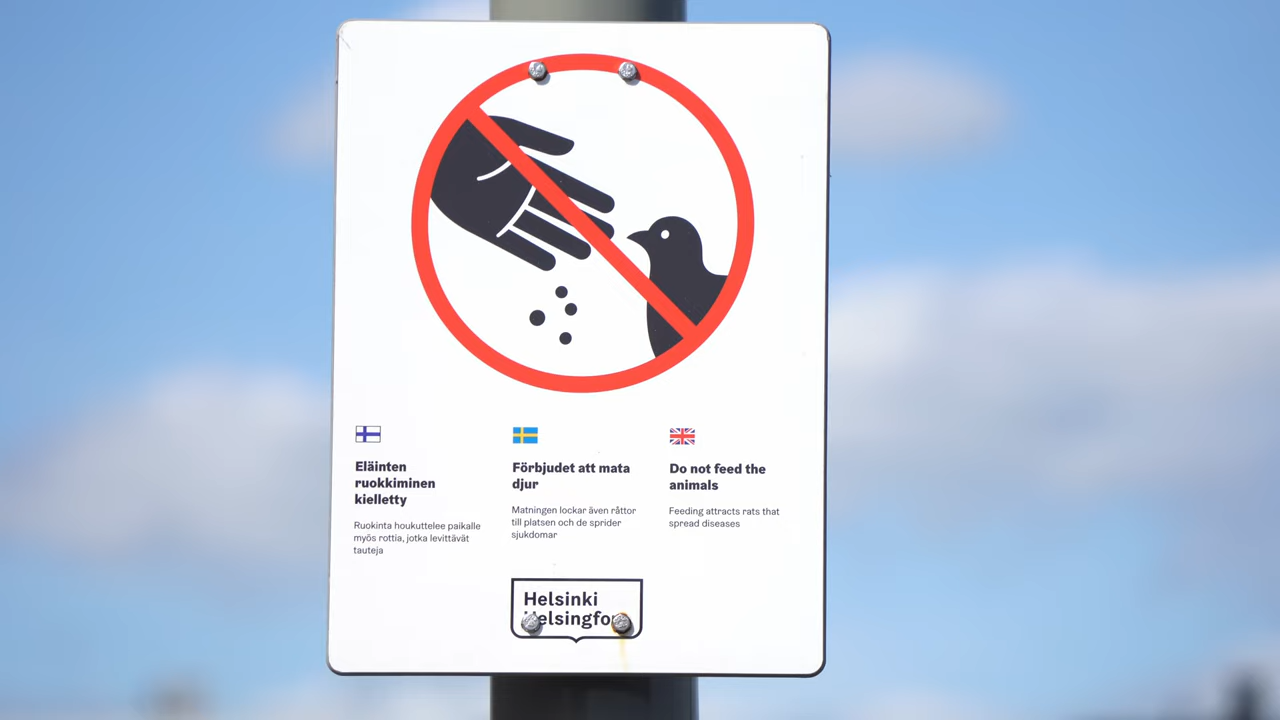 Eläinten
ruokkiminen
kielletty
Ruokinta houkuttelee paikalle
myös rottia, jotka levittävät
tauteja
Förbjudet att mata
djur
Matningen lockar även råttor
till platsen och de sprider
sjukdomar
Do not feed the
animals
Feeding attracts rats that
spread diseases
Helsinki
Helsingfors